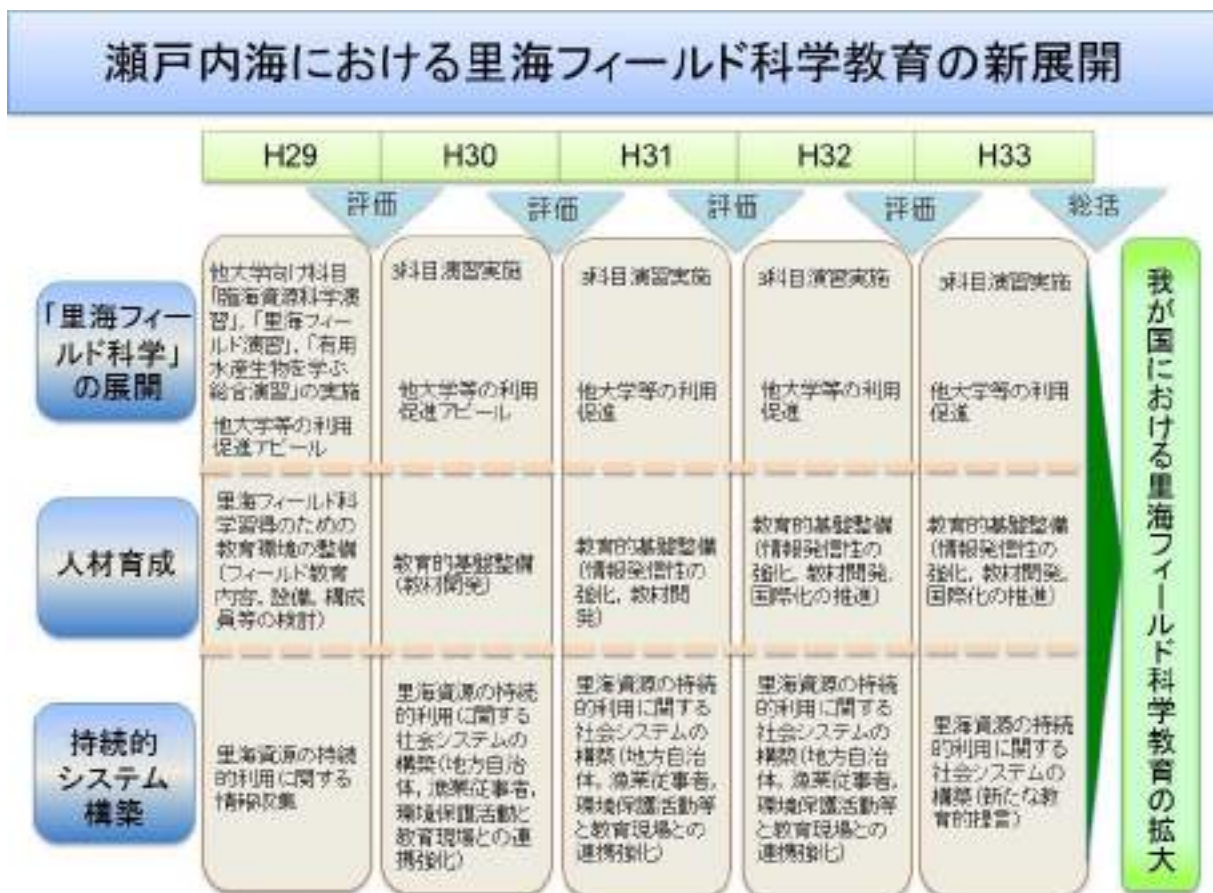 瀬戸内海における里海フィールド科学教育の新展開
H29
H30
H31
H32
H33
評価
評価
評価
評価
総括
「里海フィー
ルド科学」
の展開
他大学向け科目
「臨海資源科学演
習」，「里海フィー
ルド演習」，「有用
水産生物を学ぶ
総合演習」の実施
他大学等の利用
促進アピール
3科目演習実施
他大学等の利用
促進アピール
3科目演習実施
他大学等の利用
促進
3科目演習実施
他大学等の利用
促進
3科目演習実施
他大学等の利用
促進
人材育成
里海フィールド科
学習得のための
教育環境の整備
（フィールド教育
内容，設備，構成
員等の検討）
教育的基盤整備
（教材開発）
教育的基盤整備
（情報発信性の
強化，教材開
発）
教育的基盤整備
（情報発信性の
強化，教材開発，
国際化の推進）
教育的基盤整備
（情報発信性の
強化，教材開発，
国際化の推進）
持続的
システム
構築
里海資源の持続
的利用に関する
情報収集
里海資源の持続
的利用に関する
社会システムの
構築（地方自治
体，漁業従事者，
環境保護活動と
教育現場との連
携強化）
里海資源の持続
的利用に関する
社会システムの
構築（地方自治
体，漁業従事者，
環境保護活動等
と教育現場との
連携強化）
里海資源の持続
的利用に関する
社会システムの
構築（地方自治
体，漁業従事者，
環境保護活動等
と教育現場との
連携強化）
里海資源の持続
的利用に関する
社会システムの
構築（新たな教
育的提言）
我が国における里海フィールド科学教育の拡大